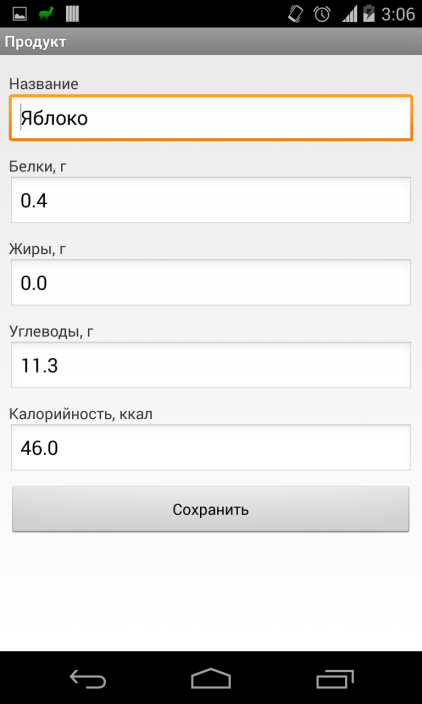 3:06
Продукт
Название
Яблоко
Белки, г
0.4
Жиры, г
0.0
Углеводы, г
11.3
Калорийность, ккал
46.0
Сохранить